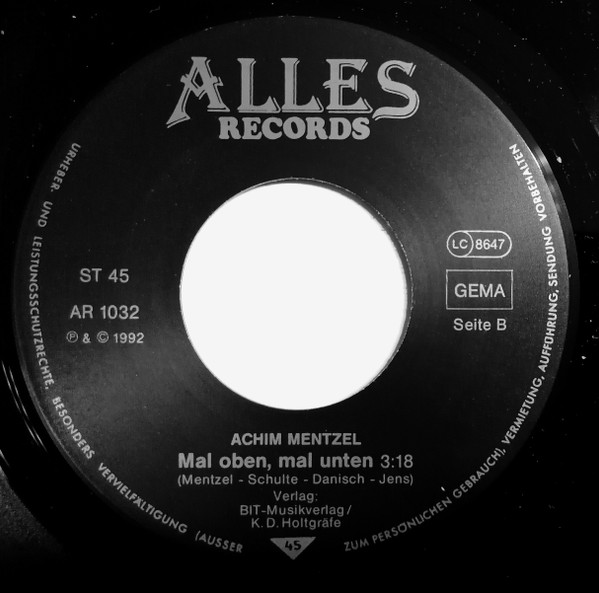 ALLES
RECORDS
URHEBER- UND LEISTUNGSSCHUTZRECHTE, BESONDERS VERVIELFÄLTIGUNG (AUSSER ZUM PERSÖNLICHEN GEBRAUCH), VERMIETUNG, AUFFÜHRUNG, SENDUNG VORBEHALTEN
ST 45
AR 1032
℗ & © 1992
LC 8647
GEMA
Seite B
ACHIM MENTZEL
Mal oben, mal unten 3:18
(Mentzel - Schulte - Danisch - Jens)
Verlag:
BIT-Musikverlag/
K. D. Holtgräfe
45